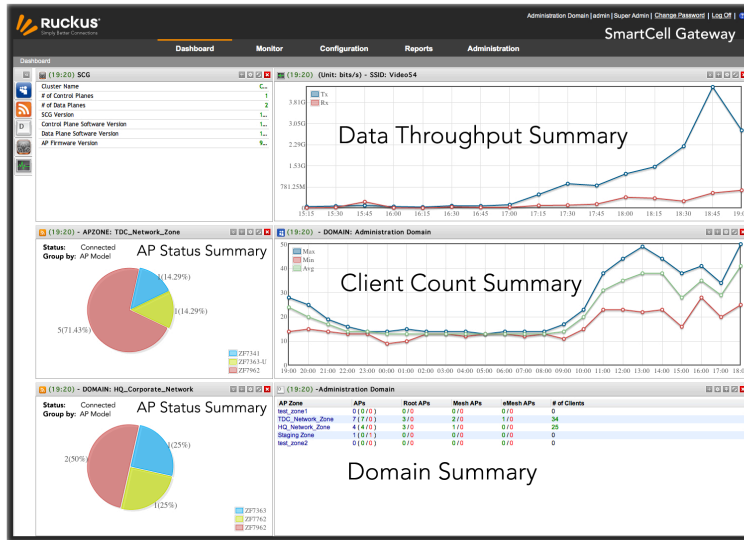 Administration Domain | admin | Super Admin | Change Password | Log Off |
RUCKUS
Simply Better Connections
SmartCell Gateway
Dashboard Monitor Configuration Reports Administration
Dashboard
(19:20) SCG
Cluster Name C...
# of Control Planes 1
# of Data Planes 2
SCG Version 1...
Control Plane Software Version 1...
Data Plane Software Version 1...
AP Firmware Version 9...
(19:20) (Unit: bits/s) - SSID: Video54
Tx
Rx
3.81G
3.05G
2.29G
1.53G
781.25M
0
Data Throughput Summary
15:15 15:30 15:45 16:00 16:15 16:30 16:45 17:00 17:15 17:30 17:45 18:00 18:15 18:30 18:45 19:0
(19:20) - APZONE: TDC_Network_Zone
Status: Connected
Group by: AP Model
AP Status Summary
1(14.29%)
1(14.29%)
5(71.43%)
ZF7341
ZF7363-U
ZF7962
(19:20) - DOMAIN: Administration Domain
Max
Min
Avg
50
40
30
20
10
0
Client Count Summary
19:00 20:00 21:00 22:00 23:00 00:00 01:00 02:00 03:00 04:00 05:00 06:00 07:00 08:00 09:00 10:00 11:00 12:00 13:00 14:00 15:00 16:00 17:00 18:0
(19:20) - DOMAIN: HQ_Corporate_Network
Status: Connected
Group by: AP Model
AP Status Summary
1(25%)
2(50%)
1(25%)
ZF7363
ZF7762
ZF7962
(19:20) -Administration Domain
AP Zone APs Root APs Mesh APs eMesh APs # of Clients
test_zone1 0 ( 0 / 0 ) 0 / 0 0 / 0 0 / 0 0
TDC_Network_Zone 7 ( 7 / 0 ) 3 / 0 2 / 0 1 / 0 34
HQ_Network_Zone 4 ( 4 / 0 ) 3 / 0 1 / 0 0 / 0 25
Staging Zone 1 ( 0 / 1 ) 0 / 0 0 / 0 0 / 0 0
test_zone2 0 ( 0 / 0 ) 0 / 0 0 / 0 0 / 0 0
Domain Summary